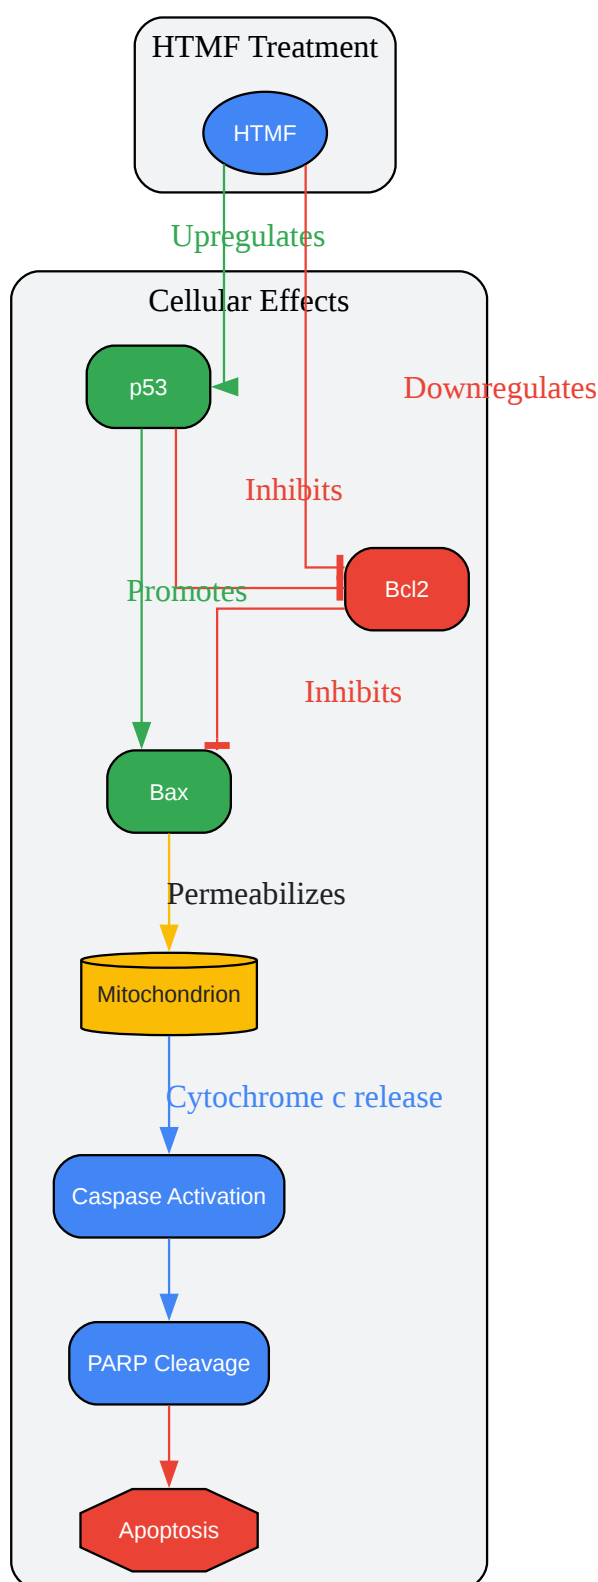 HTMF Treatment
HTMF
Upregulates
Cellular Effects
p53
Downregulates
Inhibits
Bcl2
Promotes
Inhibits
Bax
Permeabilizes
Mitochondrion
Cytochrome c release
Caspase Activation
PARP Cleavage
Apoptosis